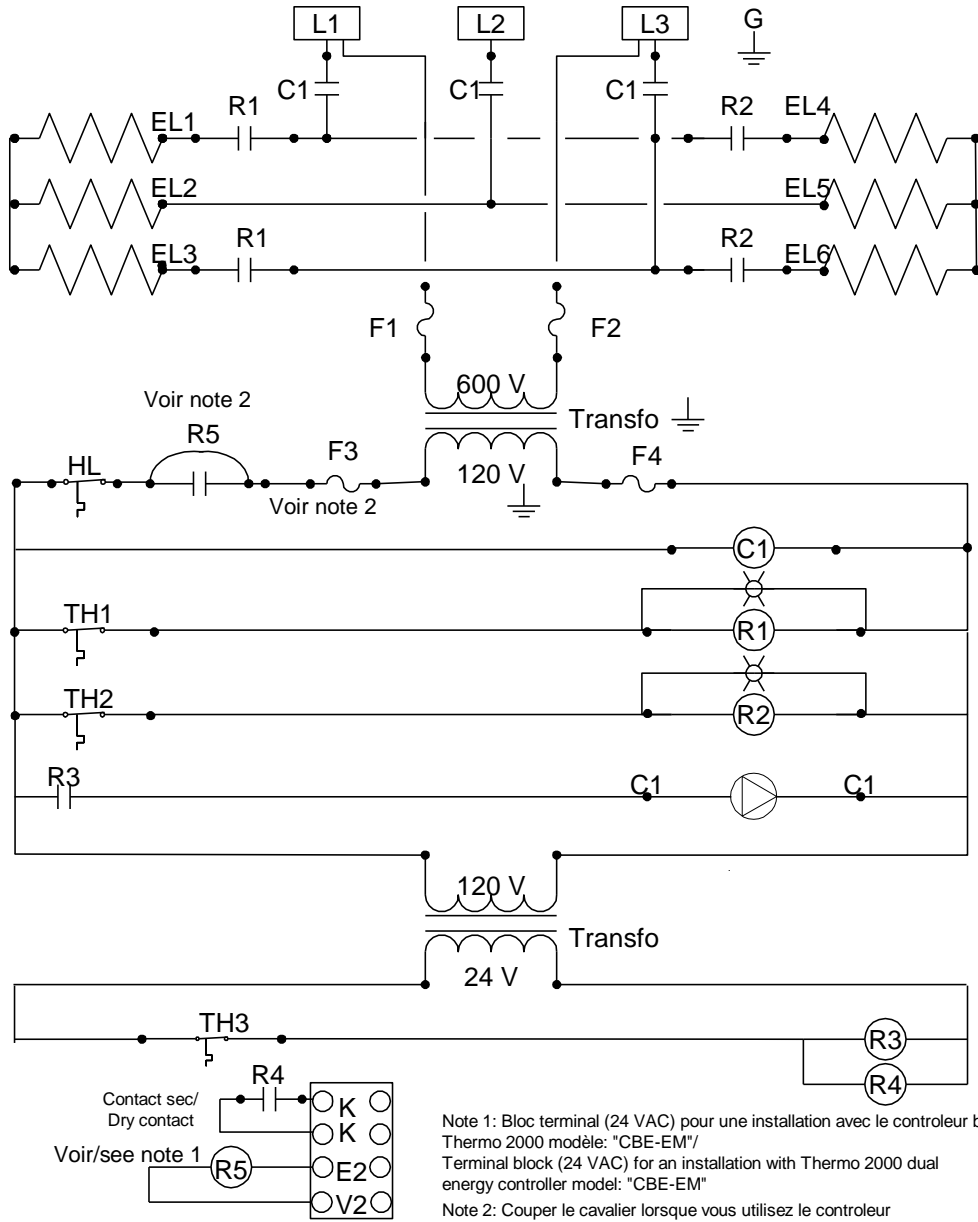 L1
L2
L3
G
C1
C1
C1
R1
R2
EL1
EL4
EL2
EL5
R1
R2
EL3
EL6
F1
F2
600 V
Voir note 2
Transfo
R5
F3
F4
HL
120 V
Voir note 2
C1
TH1
R1
TH2
R2
R3
C1
C1
120 V
Transfo
24 V
TH3
R3
R4
R4
Contact sec/
Dry contact
K
K
Voir/see note 1
R5
E2
V2
Note 1: Bloc terminal (24 VAC) pour une installation avec le controleur b
Thermo 2000 modèle: "CBE-EM"/
Terminal block (24 VAC) for an installation with Thermo 2000 dual
energy controller model: "CBE-EM"
Note 2: Couper le cavalier lorsque vous utilisez le controleur